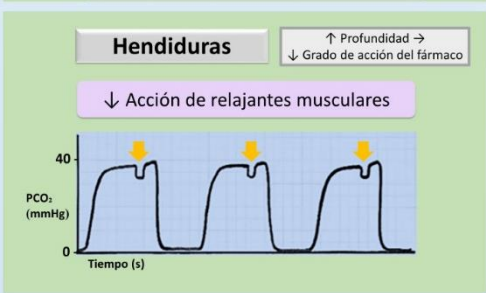 Hendiduras
↑ Profundidad →
↓ Grado de acción del fármaco
↓ Acción de relajantes musculares
40
PCO₂
(mmHg)
0
Tiempo (s)